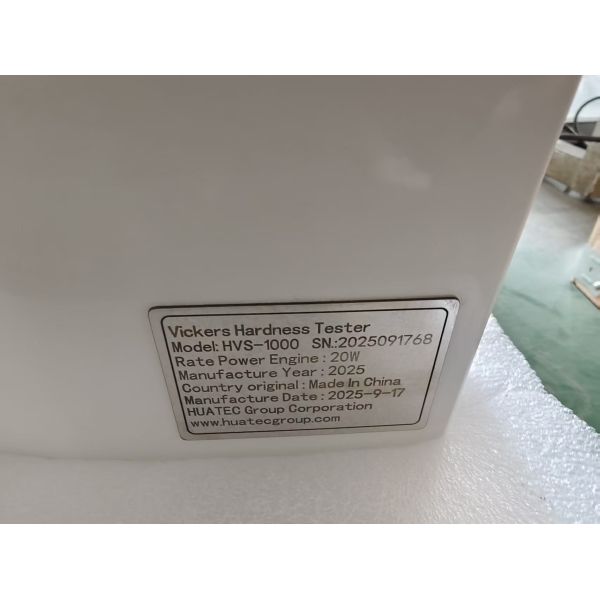 Vickers Hardness Tester
Model: HVS-1000 SN.:2025091768
Rate Power Engine : 20W
Manufacture Year : 2025
Country original : Made In China
Manufacture Date : 2025-9-17
HUATEC Group Corporation
www.huatecgroup.com